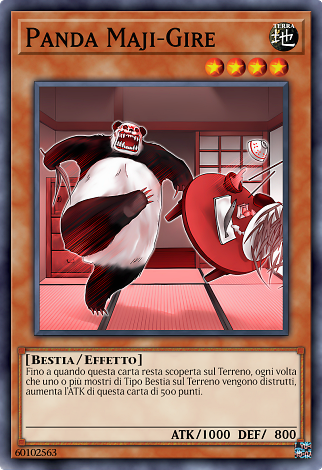 Panda Maji-Gire
TERRA
地
[Bestia/Effetto]
Fino a quando questa carta resta scoperta sul Terreno, ogni volta
che uno o più mostri di Tipo Bestia sul Terreno vengono distrutti,
aumenta l'ATK di questa carta di 500 punti.
ATK/1000 DEF/ 800
60102563